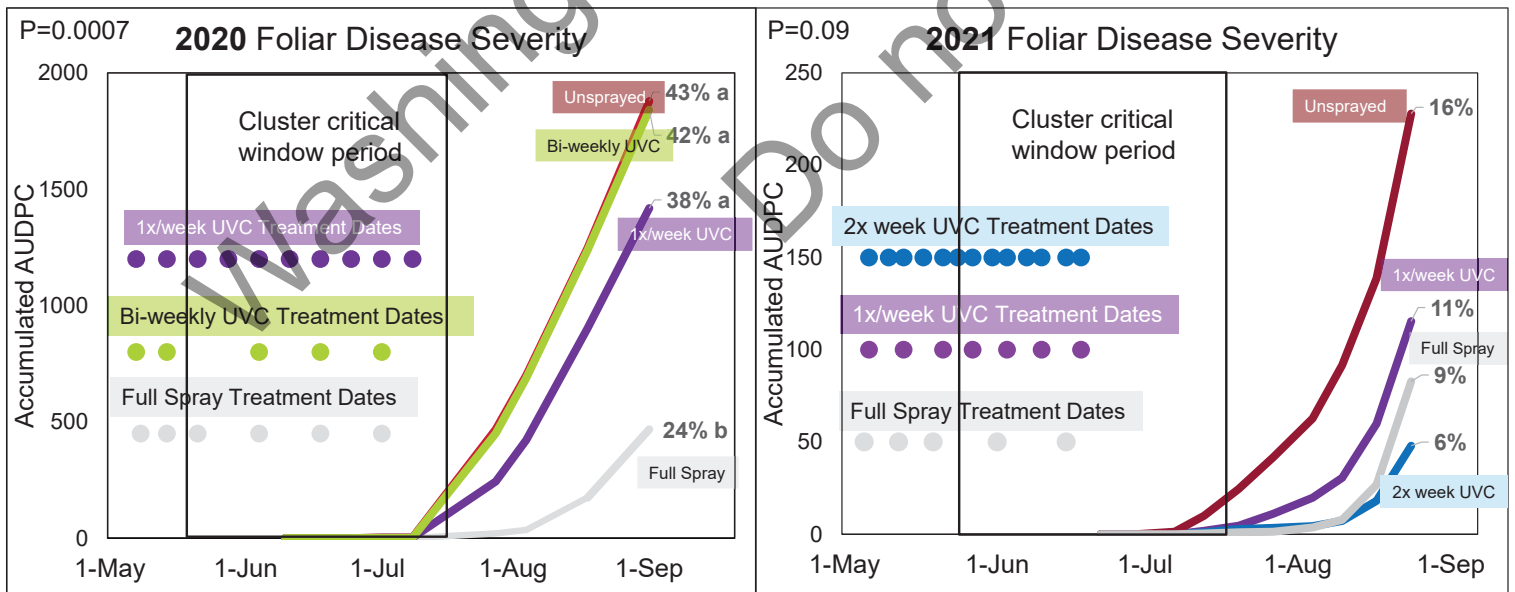 P=0.0007
2020 Foliar Disease Severity
Accumulated AUDPC
2000
1500
1000
500
0
Cluster critical
window period
1x/week UVC Treatment Dates
Bi-weekly UVC Treatment Dates
Full Spray Treatment Dates
Unsprayed
43% a
Bi-weekly UVC
42% a
38% a
1x/week UVC
24% b
Full Spray
1-May
1-Jun
1-Jul
1-Aug
1-Sep
P=0.09
2021 Foliar Disease Severity
Accumulated AUDPC
250
200
150
100
50
0
Cluster critical
window period
2x week UVC Treatment Dates
1x/week UVC Treatment Dates
Full Spray Treatment Dates
Unsprayed
16%
1x/week UVC
11%
Full Spray
9%
6%
2x week UVC
1-May
1-Jun
1-Jul
1-Aug
1-Sep
Washing
Do no